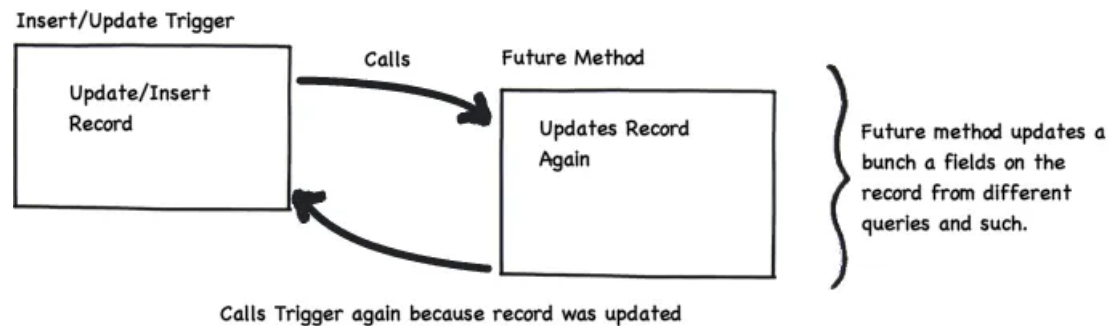 Insert/Update Trigger
Calls
Future Method
Update/Insert
Record
Updates Record
Again
Future method updates a
bunch a fields on the
record from different
queries and such.
Calls Trigger again because record was updated